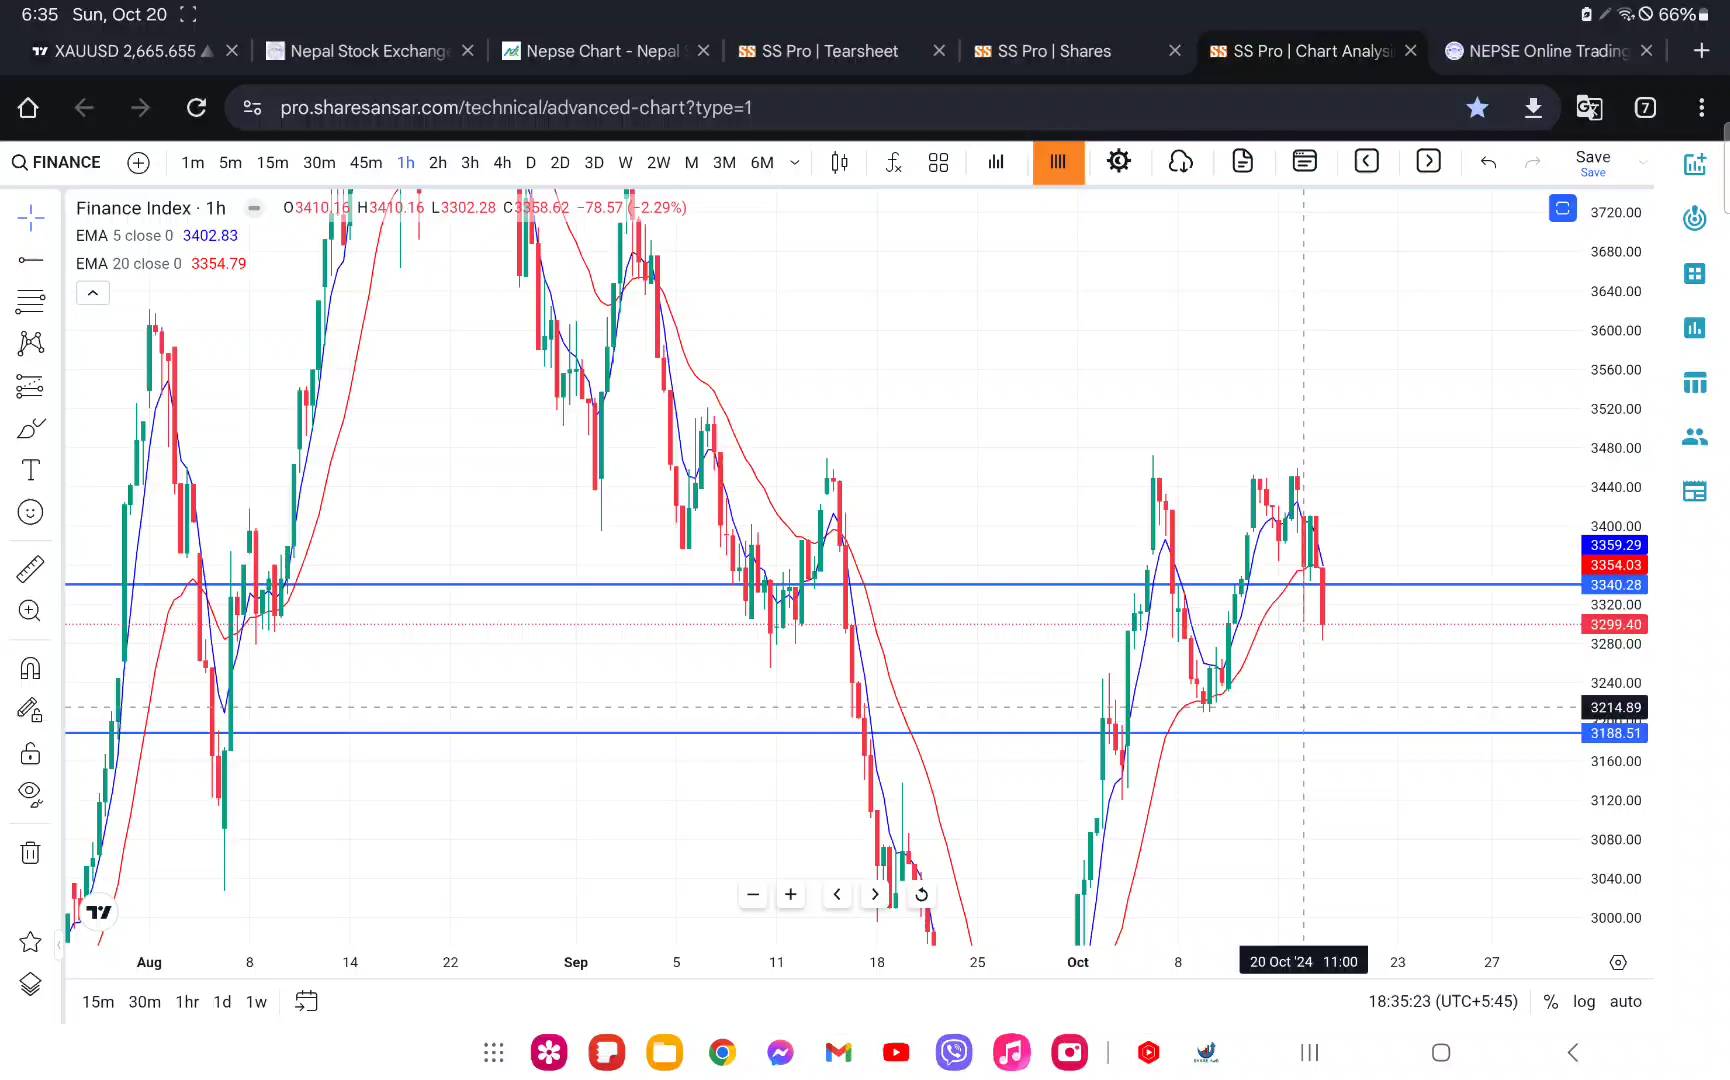 6:35 Sun, Oct 20 66%
XAUUSD 2,665.655 Nepal Stock Exchange Nepse Chart - Nepal SS Pro | Tearsheet SS Pro | Shares SS Pro | Chart Analysi NEPSE Online Trading
pro.sharesansar.com/technical/advanced-chart?type=1 7
FINANCE 1m 5m 15m 30m 45m 1h 2h 3h 4h D 2D 3D W 2W M 3M 6M Save
Save
Finance Index · 1h O3410.16 H3410.16 L3302.28 C3358.62 −78.57 (−2.29%)
EMA 5 close 0 3402.83
EMA 20 close 0 3354.79
3720.00
3680.00
3640.00
3600.00
3560.00
3520.00
3480.00
3440.00
3400.00
3359.29
3354.03
3340.28
3320.00
3299.40
3280.00
3240.00
3214.89
3188.51
3160.00
3120.00
3080.00
3040.00
3000.00
Aug 8 14 22 Sep 5 11 18 25 Oct 8 20 Oct '24 11:00 23 27
15m 30m 1hr 1d 1w 18:35:23 (UTC+5:45) % log auto